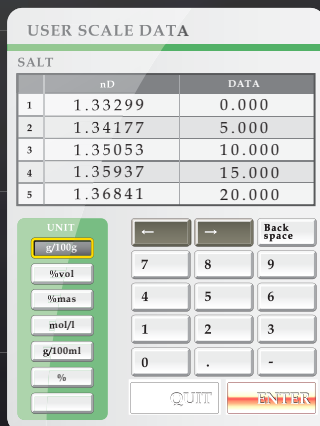 USER SCALE DATA
SALT
nD DATA
1 1.33299 0.000
2 1.34177 5.000
3 1.35053 10.000
4 1.35937 15.000
5 1.36841 20.000
UNIT
g/100g
%vol
%mas
mol/l
g/100ml
%
← → Back space
7 8 9
4 5 6
1 2 3
0 . -
QUIT ENTER